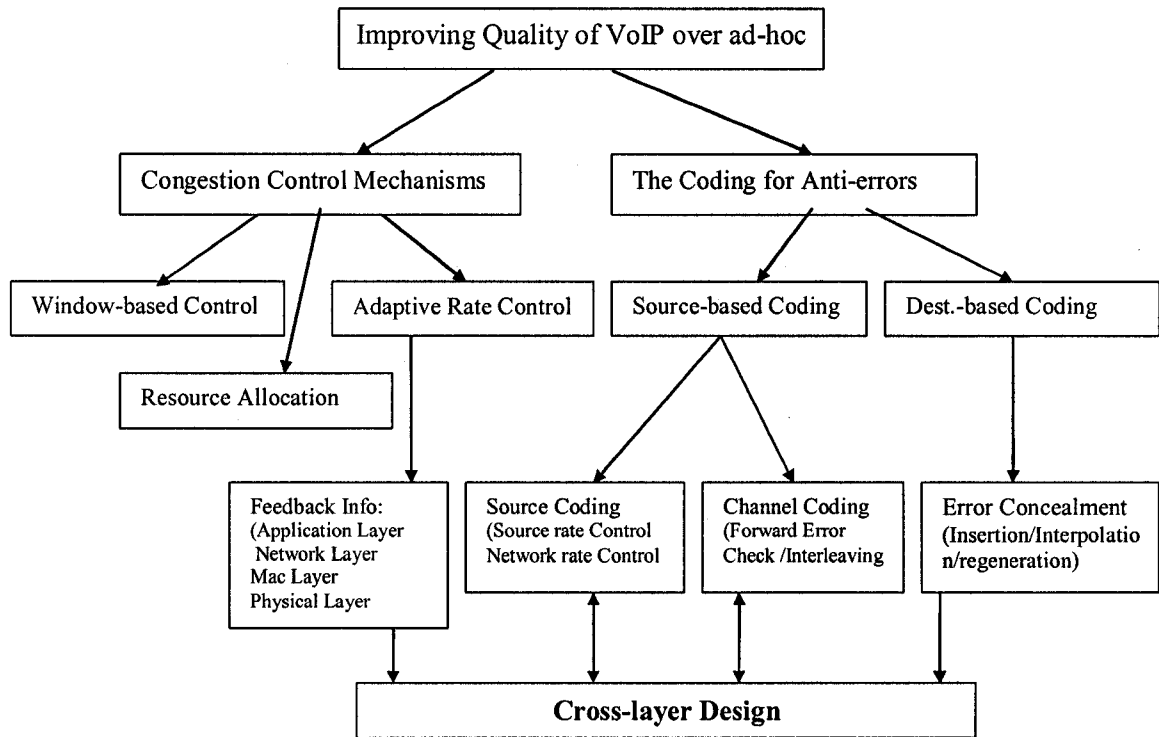 Improving Quality of VoIP over ad-hoc
Congestion Control Mechanisms
The Coding for Anti-errors
Window-based Control
Adaptive Rate Control
Source-based Coding
Dest.-based Coding
Resource Allocation
Feedback Info:
(Application Layer
Network Layer
Mac Layer
Physical Layer
Source Coding
(Source rate Control
Network rate Control
Channel Coding
(Forward Error
Check /Interleaving
Error Concealment
(Insertion/Interpolatio
n/regeneration)
Cross-layer Design